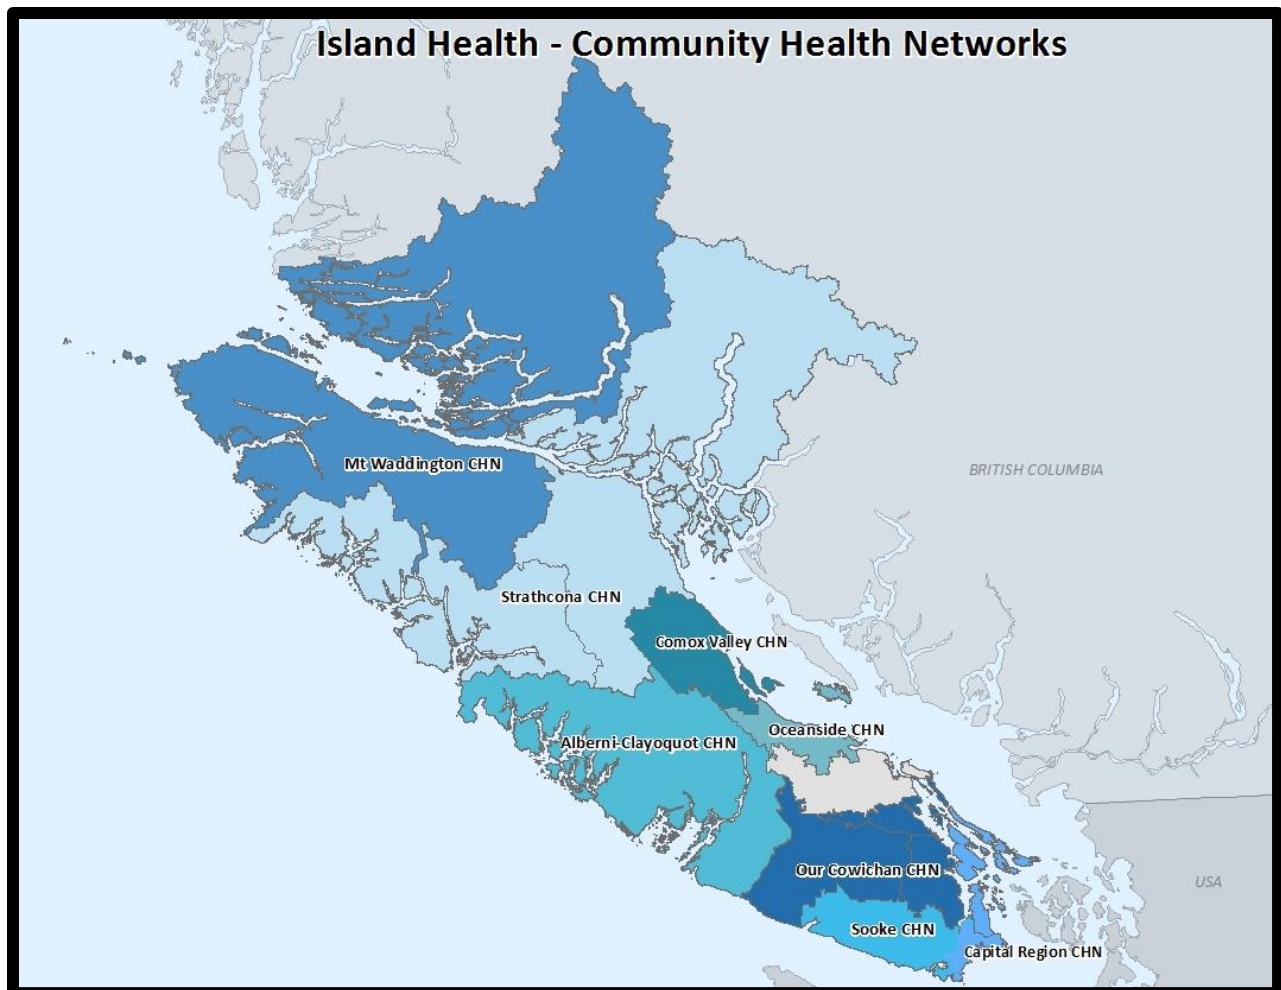 Island Health - Community Health Networks
Mt Waddington CHN
BRITISH COLUMBIA
Strathcona CHN
Comox Valley CHN
Oceanside CHN
Alberni-Clayoquot CHN
Our Cowichan CHN
USA
Sooke CHN
Capital Region CHN